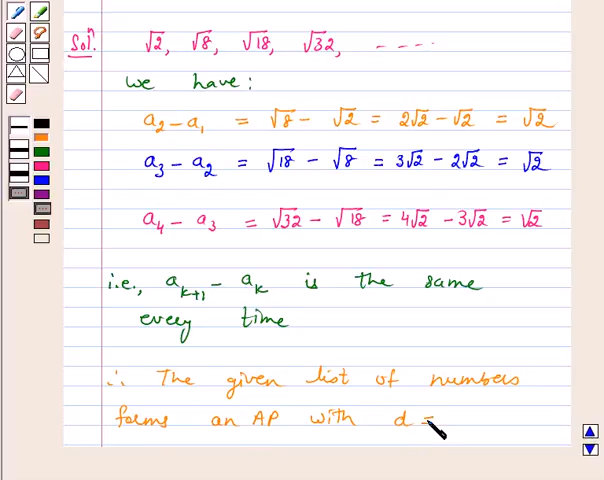 Solⁿ. √2, √8, √18, √32, -----
We have:
a₂ - a₁ = √8 - √2 = 2√2 - √2 = √2
a₃ - a₂ = √18 - √8 = 3√2 - 2√2 = √2
a₄ - a₃ = √32 - √18 = 4√2 - 3√2 = √2
i.e., aₖ₊₁ - aₖ is the same
every time
∴ The given list of numbers
forms an AP with d =